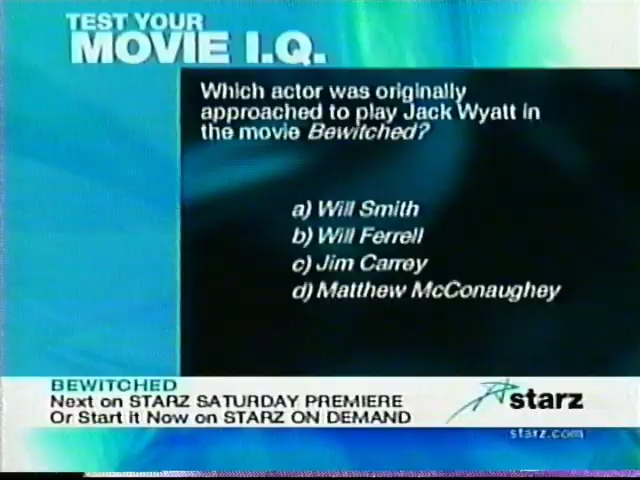 TEST YOUR
MOVIE I.Q.
Which actor was originally
approached to play Jack Wyatt in
the movie Bewitched?
a) Will Smith
b) Will Ferrell
c) Jim Carrey
d) Matthew McConaughey
BEWITCHED
Next on STARZ SATURDAY PREMIERE
Or Start it Now on STARZ ON DEMAND
starz
starz.com